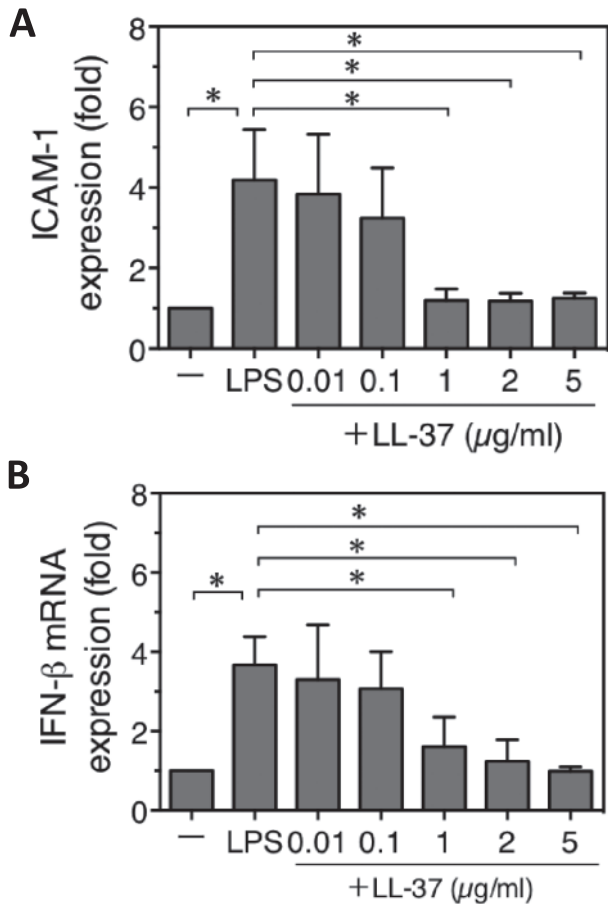 A
8
6
4
2
0
ICAM-1
expression (fold)
*
*
*
*
— LPS 0.01 0.1 1 2 5
+LL-37 (µg/ml)
B
8
6
4
2
0
IFN-β mRNA
expression (fold)
*
*
*
*
— LPS 0.01 0.1 1 2 5
+LL-37 (µg/ml)